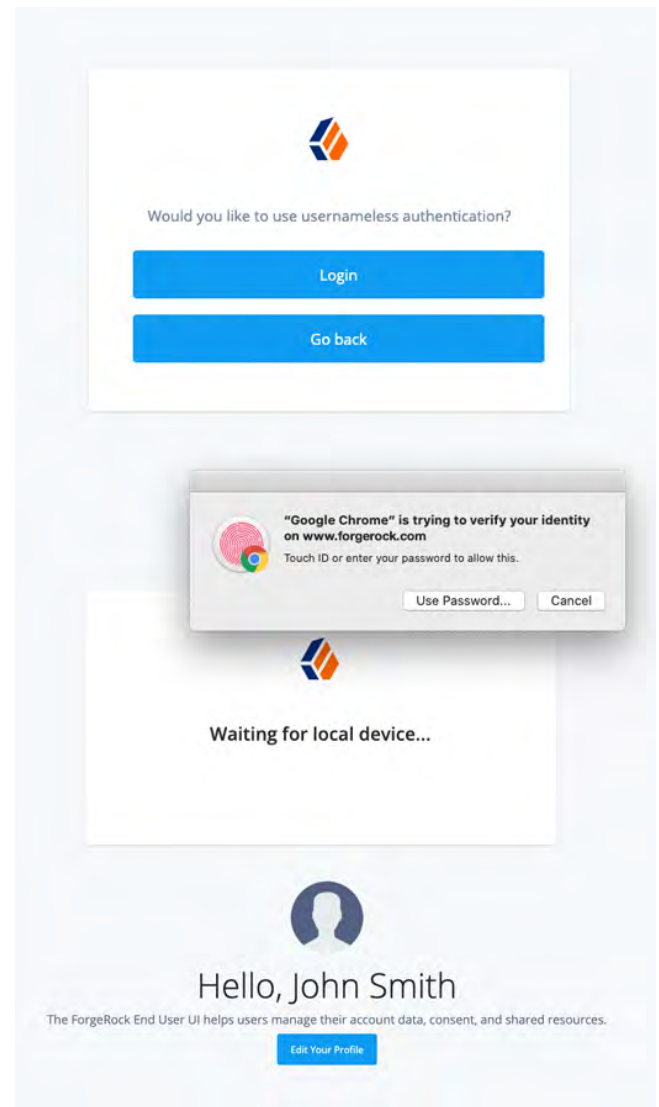 Would you like to use usernameless authentication?
Login
Go back
“Google Chrome” is trying to verify your identity
on www.forgerock.com
Touch ID or enter your password to allow this.
Use Password...
Cancel
Waiting for local device...
Hello, John Smith
The ForgeRock End User UI helps users manage their account data, consent, and shared resources.
Edit Your Profile